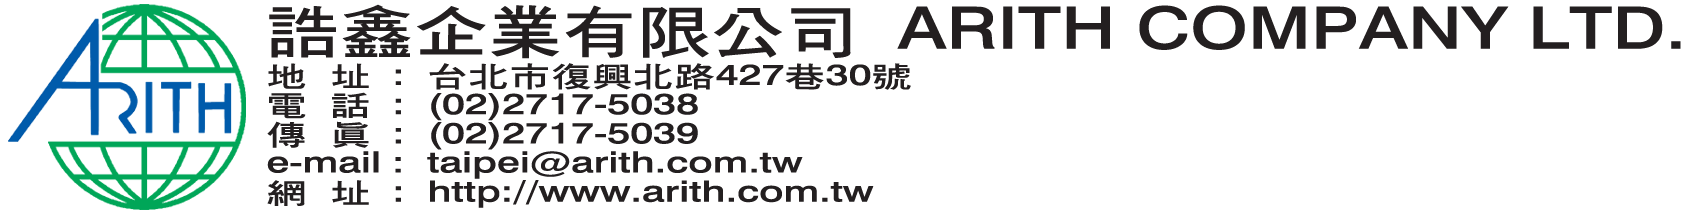 ARITH
誥鑫企業有限公司 ARITH COMPANY LTD.
地址：台北市復興北路427巷30號
電話：(02)2717-5038
傳眞：(02)2717-5039
e-mail：taipei@arith.com.tw
網址：http://www.arith.com.tw